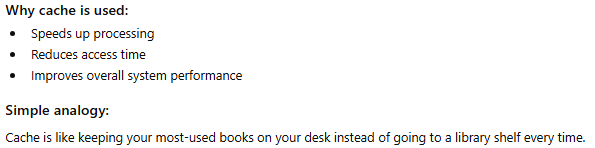 Why cache is used:
• Speeds up processing
• Reduces access time
• Improves overall system performance
Simple analogy:
Cache is like keeping your most-used books on your desk instead of going to a library shelf every time.